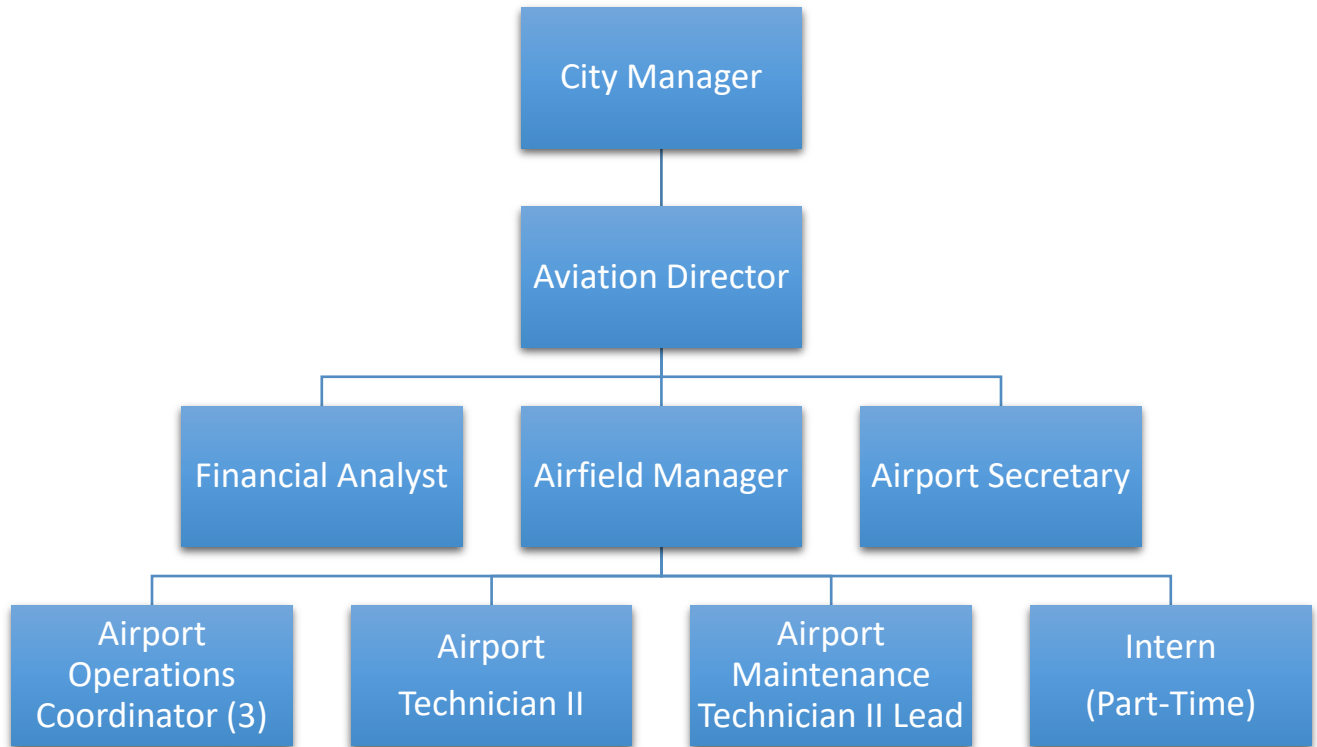 City Manager
Aviation Director
Financial Analyst
Airfield Manager
Airport Secretary
Airport
Operations
Coordinator (3)
Airport
Technician II
Airport
Maintenance
Technician II Lead
Intern
(Part-Time)